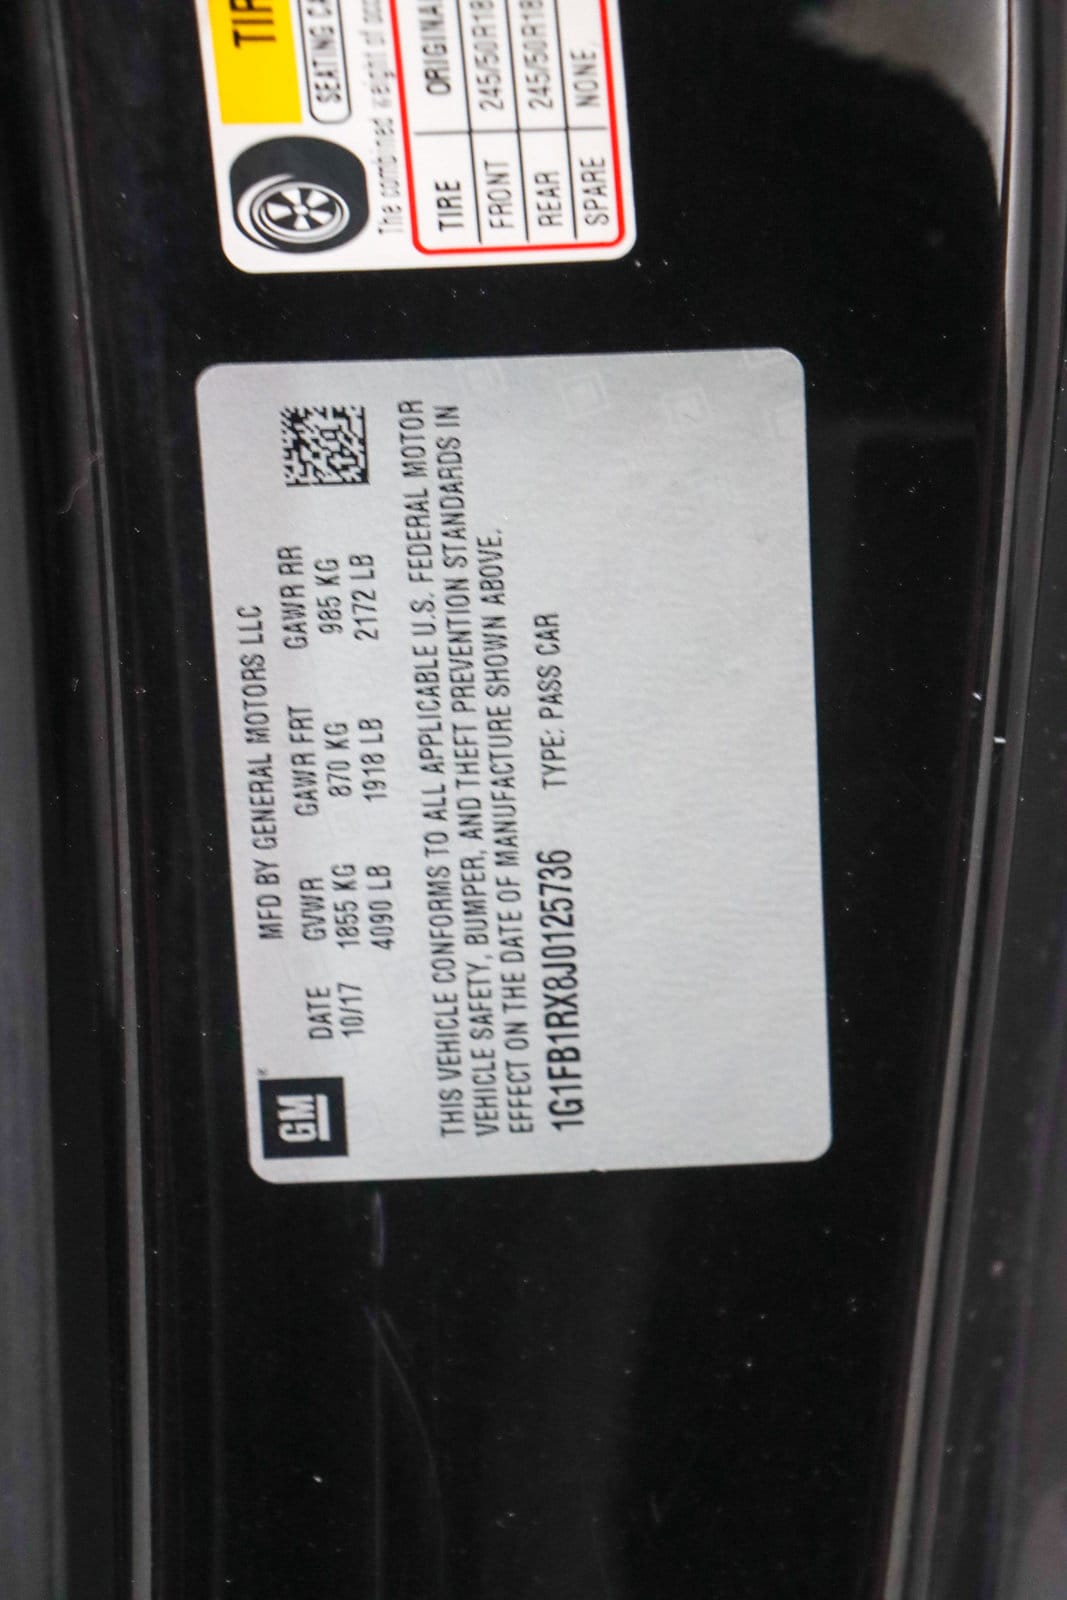 GM
MFD BY GENERAL MOTORS LLC
DATE GVWR GAWR FRT GAWR RR
10/17 1855 KG 870 KG 985 KG
4090 LB 1918 LB 2172 LB
THIS VEHICLE CONFORMS TO ALL APPLICABLE U.S. FEDERAL MOTOR
VEHICLE SAFETY, BUMPER, AND THEFT PREVENTION STANDARDS IN
EFFECT ON THE DATE OF MANUFACTURE SHOWN ABOVE.
1G1FB1RX8J0125736 TYPE: PASS CAR
TIR
SEATING CA
The combined weight of occ
TIRE ORIGINA
FRONT 245/50R18
REAR 245/50R18
SPARE NONE